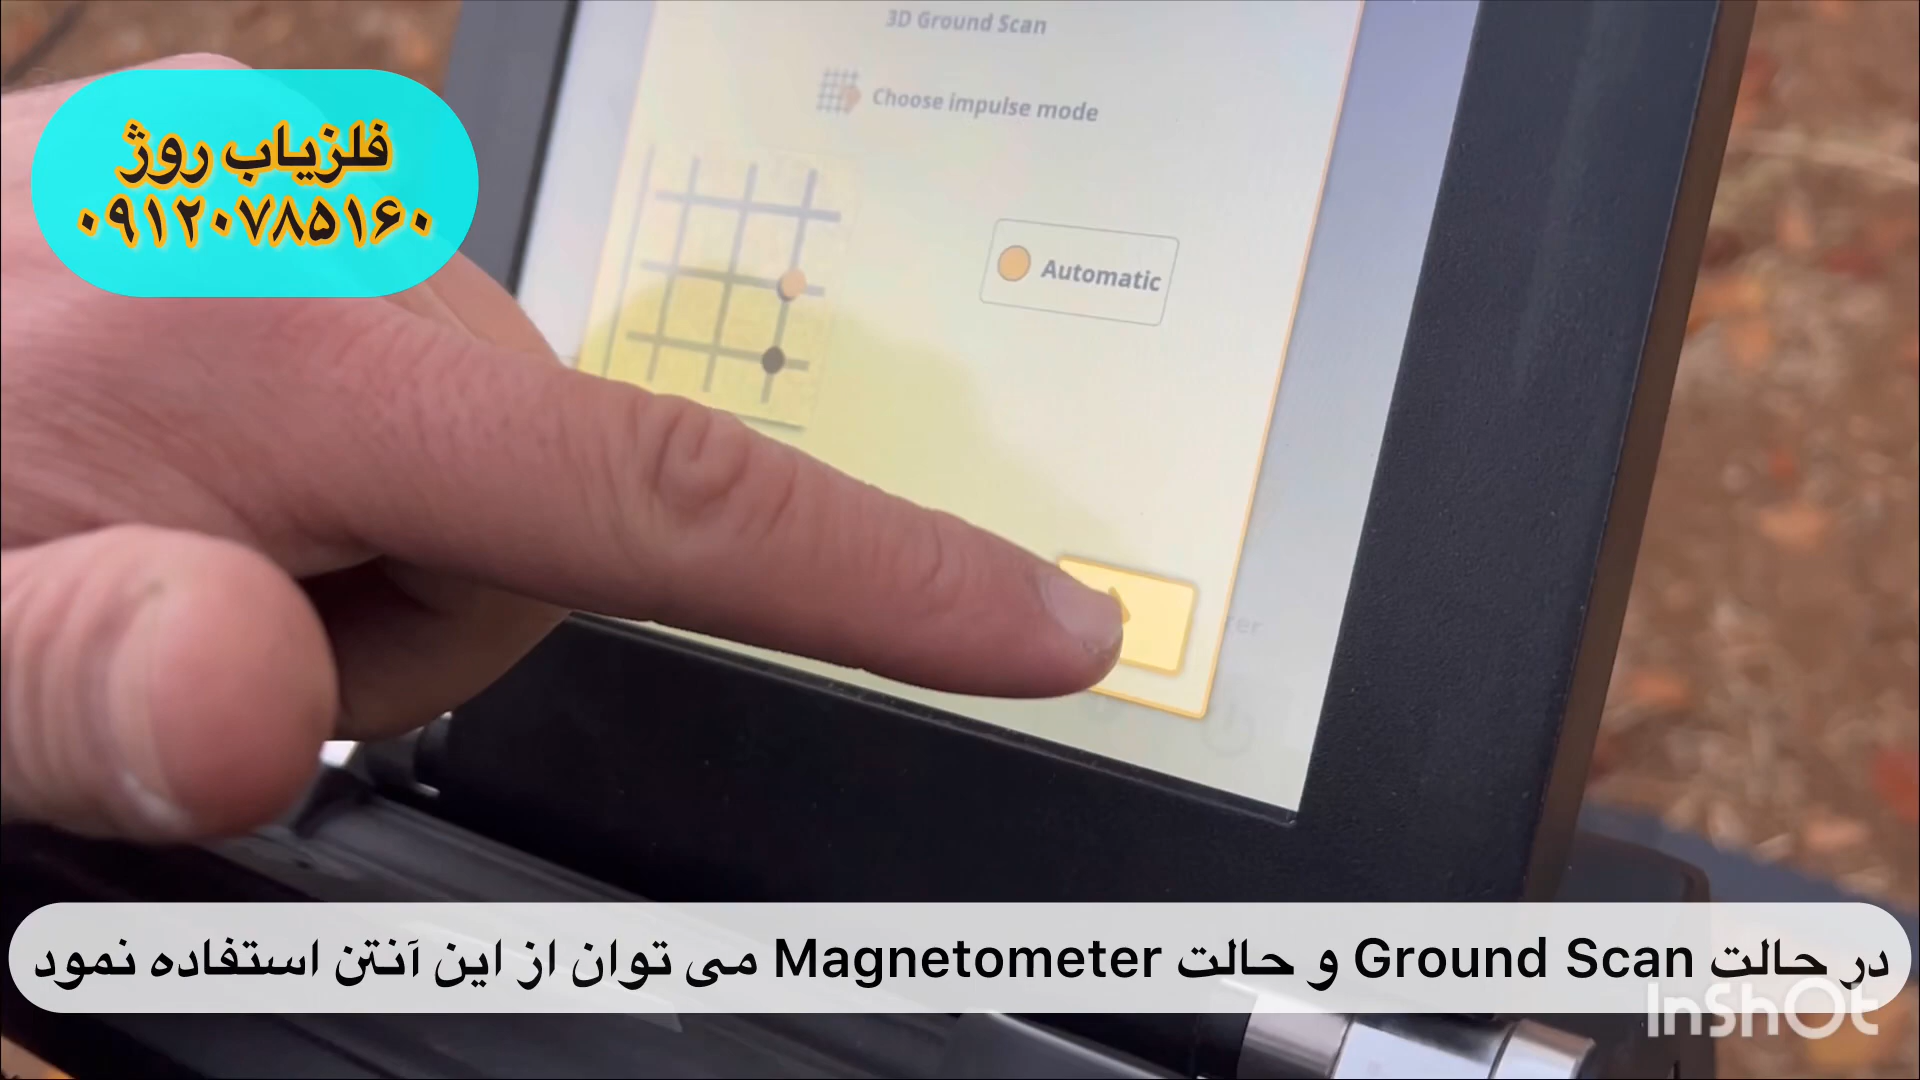 3D Ground Scan
Choose impulse mode
فلزیاب روژ
۰۹۱۲۰۷۸۵۱۶۰
Automatic
در حالت Ground Scan و حالت Magnetometer می توان از این آنتن استفاده نمود
InShOt